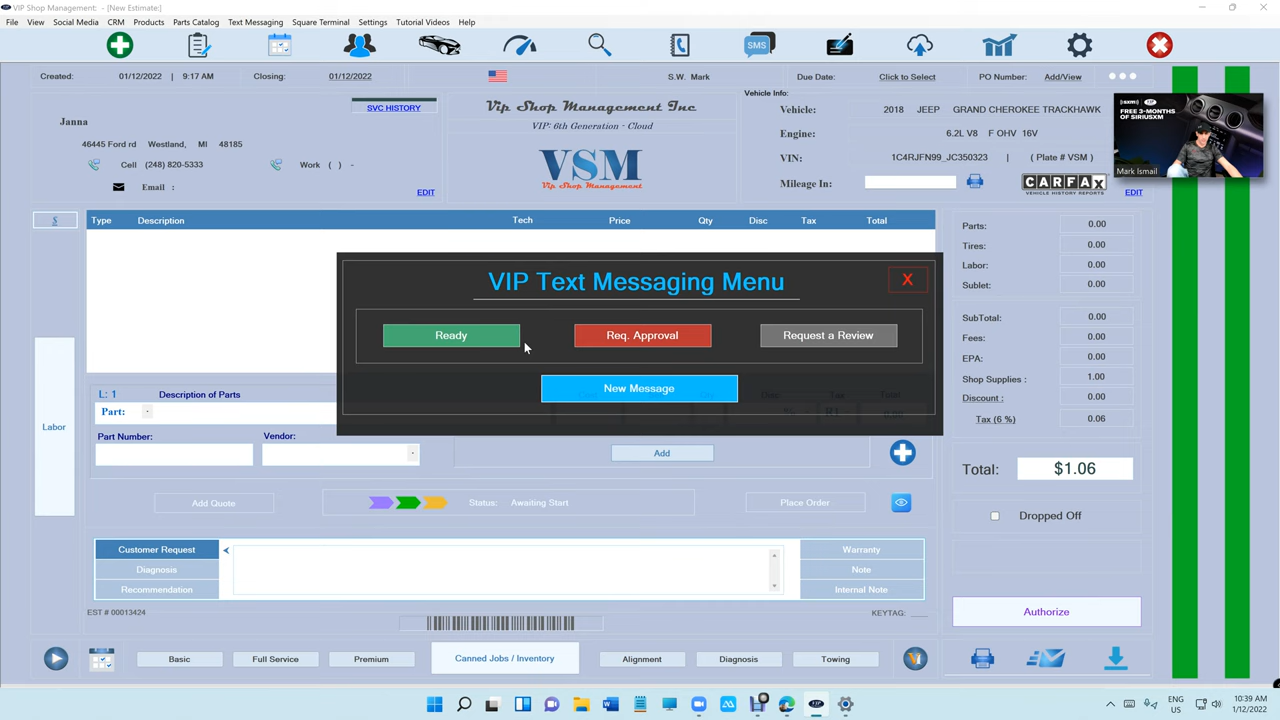 VIP Shop Management: - [New Estimate:]
File View Social Media CRM Products Parts Catalog Text Messaging Square Terminal Settings Tutorial Videos Help
SMS
Created: 01/12/2022 | 9:17 AM Closing: 01/12/2022 S.W. Mark Due Date: Click to Select PO Number: Add/View
SVC HISTORY
Janna
46445 Ford rd Westland, MI 48185
Cell (248) 820-5333 Work ( ) -
Email :
EDIT
Vip Shop Management Inc
VIP: 6th Generation - Cloud
VSM
Vip Shop Management
Vehicle Info:
Vehicle: 2018 JEEP GRAND CHEROKEE TRACKHAWK
Engine: 6.2L V8 F OHV 16V
VIN: 1C4RJFN99_JC350323 | ( Plate # VSM )
Mileage In:
CARFAX
VEHICLE HISTORY REPORTS
EDIT
((sxm)) VIP
FREE 3-MONTHS
OF SIRIUSXM
Mark Ismail
$
Type Description Tech Price Qty Disc Tax Total
VIP Text Messaging Menu
X
Ready Req. Approval Request a Review
New Message
Labor
L: 1 Description of Parts
Part:
Part Number: Vendor:
Add
Add Quote Status: Awaiting Start Place Order
Customer Request
Diagnosis
Recommendation
Warranty
Note
Internal Note
EST # 00013424 KEYTAG: ___
Parts: 0.00
Tires: 0.00
Labor: 0.00
Sublet: 0.00
SubTotal: 0.00
Fees: 0.00
EPA: 0.00
Shop Supplies : 1.00
Discount : 0.00
Tax (6 %) 0.06
Total: $1.06
Dropped Off
Authorize
Basic Full Service Premium Canned Jobs / Inventory Alignment Diagnosis Towing
ENG
US
10:39 AM
1/12/2022